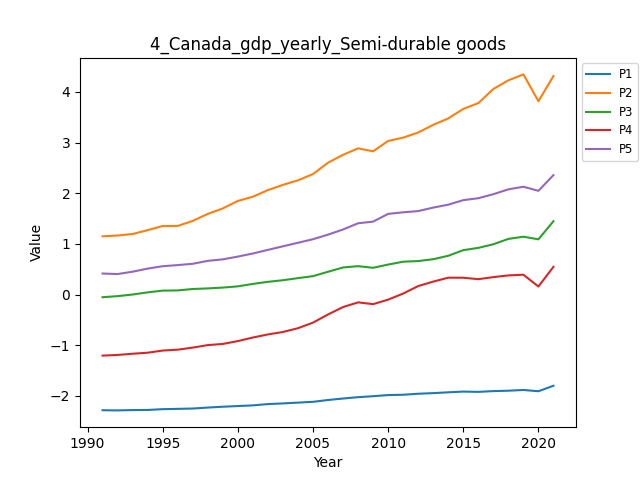 4_Canada_gdp_yearly_Semi-durable goods
P1
P2
P3
P4
P5
4
3
2
1
0
−1
−2
Value
1990 1995 2000 2005 2010 2015 2020
Year